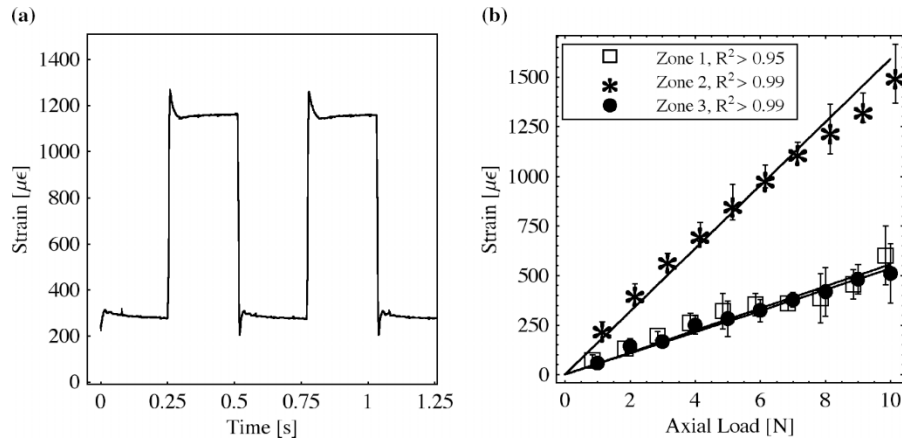 (a)
1400
1200
1000
800
600
400
200
0
Strain [µϵ]
0 0.25 0.5 0.75 1 1.25
Time [s]
(b)
Zone 1, R² > 0.95
Zone 2, R² > 0.99
Zone 3, R² > 0.99
1500
1250
1000
750
500
250
0
Strain [µϵ]
0 2 4 6 8 10
Axial Load [N]